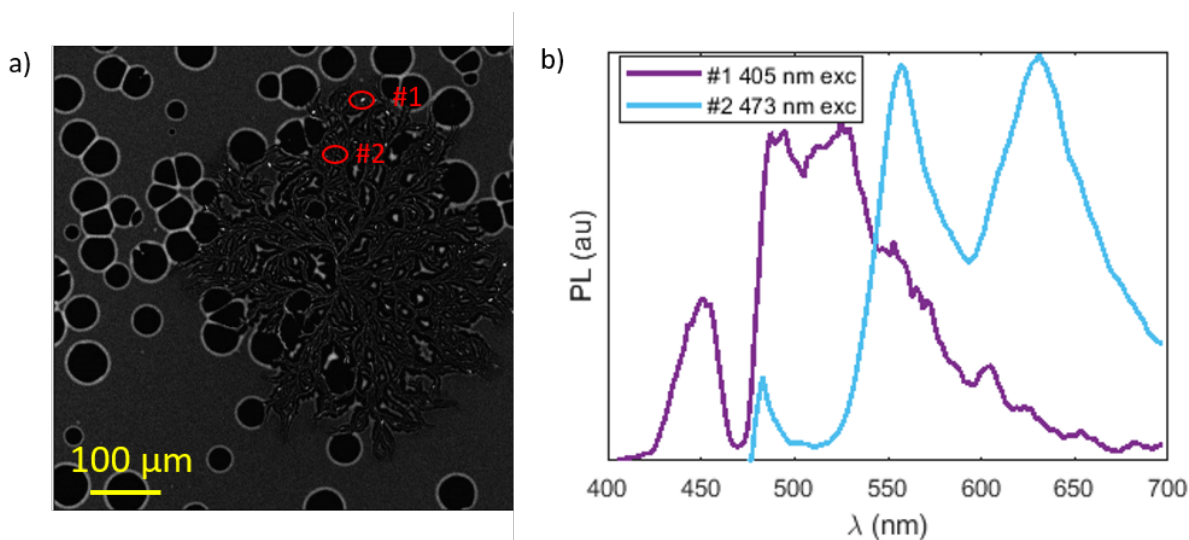 a)
#1
#2
100 μm
b)
#1 405 nm exc
#2 473 nm exc
PL (au)
400 450 500 550 600 650 700
λ (nm)